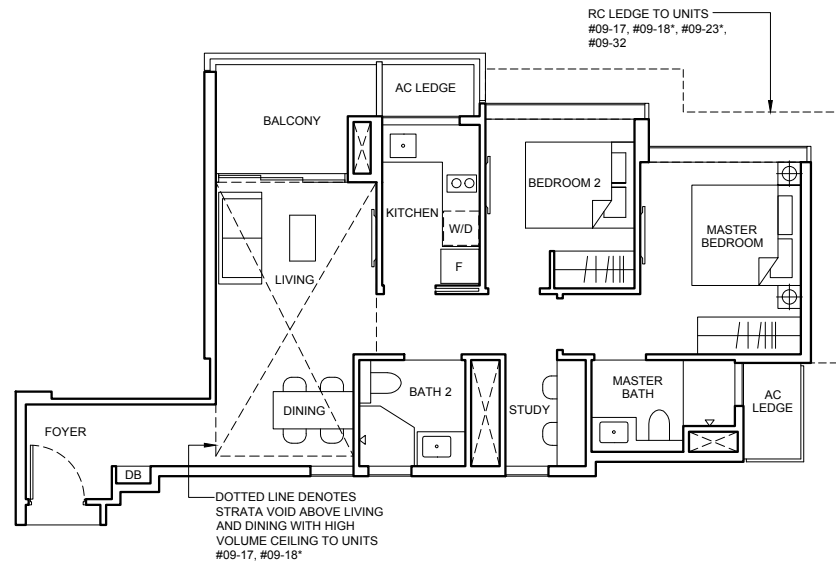 RC LEDGE TO UNITS
#09-17, #09-18*, #09-23*,
#09-32
AC LEDGE
BALCONY
BEDROOM 2
KITCHEN
W/D
F
MASTER
BEDROOM
LIVING
DINING
BATH 2
STUDY
MASTER
BATH
AC
LEDGE
FOYER
DB
DOTTED LINE DENOTES
STRATA VOID ABOVE LIVING
AND DINING WITH HIGH
VOLUME CEILING TO UNITS
#09-17, #09-18*